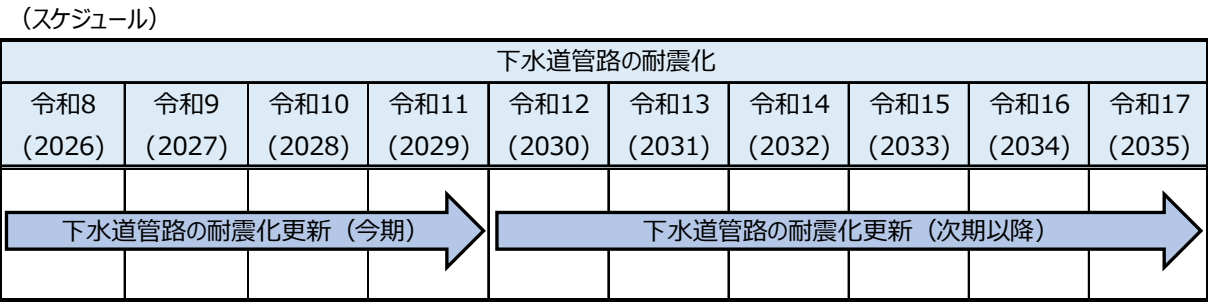 （スケジュール）
下水道管路の耐震化
令和8 令和9 令和10 令和11 令和12 令和13 令和14 令和15 令和16 令和17
(2026) (2027) (2028) (2029) (2030) (2031) (2032) (2033) (2034) (2035)
下水道管路の耐震化更新（今期） 下水道管路の耐震化更新（次期以降）